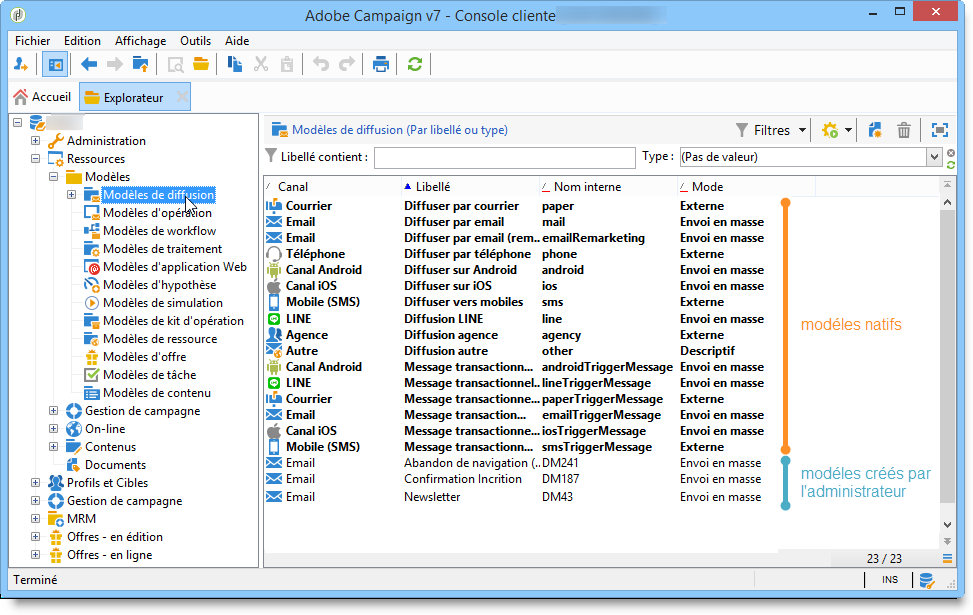 Adobe Campaign v7 - Console cliente
Fichier Edition Affichage Outils Aide
Accueil Explorateur
Administration
Ressources
Modèles
Modèles de diffusion
Modèles d'opération
Modèles de workflow
Modèles de traitement
Modèles d'application Web
Modèles d'hypothèse
Modèles de simulation
Modèles de kit d'opération
Modèles de ressource
Modèles d'offre
Modèles de tâche
Modèles de contenu
Gestion de campagne
On-line
Contenus
Documents
Profils et Cibles
Gestion de campagne
MRM
Offres - en édition
Offres - en ligne
Modèles de diffusion (Par libellé ou type) Filtres
Libellé contient : Type : (Pas de valeur)
Canal Libellé Nom interne Mode
Courrier Diffuser par courrier paper Externe
Email Diffuser par email mail Envoi en masse
Email Diffuser par email (rem... emailRemarketing Envoi en masse
Téléphone Diffuser par téléphone phone Externe
Canal Android Diffuser sur Android android Envoi en masse
Canal iOS Diffuser sur iOS ios Envoi en masse
Mobile (SMS) Diffuser vers mobiles sms Externe
LINE Diffusion LINE line Envoi en masse
Agence Diffusion agence agency Externe
Autre Diffusion autre other Descriptif
Canal Android Message transactionn... androidTriggerMessage Envoi en masse
LINE Message transactionnel... lineTriggerMessage Envoi en masse
Courrier Message transactionne... paperTriggerMessage Externe
Email Message transaction... emailTriggerMessage Envoi en masse
Canal iOS Message transactionne... iosTriggerMessage Envoi en masse
Mobile (SMS) Message transactionne... smsTriggerMessage Externe
Email Abandon de navigation (... DM241 Envoi en masse
Email Confirmation Incrition DM187 Envoi en masse
Email Newsletter DM43 Envoi en masse
modéles natifs
modéles créés par
l'administrateur
23 / 23
Terminé INS